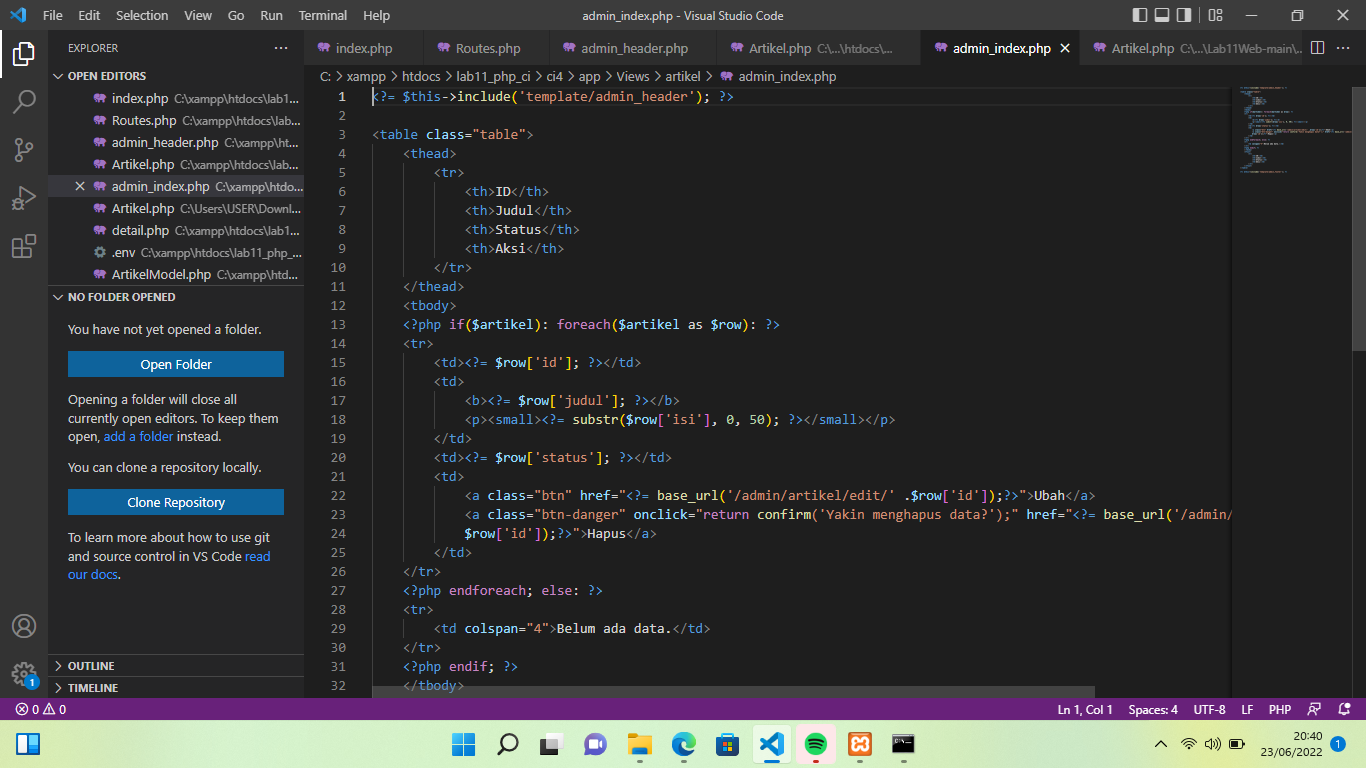 File Edit Selection View Go Run Terminal Help
admin_index.php - Visual Studio Code
EXPLORER
OPEN EDITORS
index.php C:\xampp\htdocs\lab1...
Routes.php C:\xampp\htdocs\lab...
admin_header.php C:\xampp\ht...
Artikel.php C:\xampp\htdocs\lab...
admin_index.php C:\xampp\htdo...
Artikel.php C:\Users\USER\Downl...
detail.php C:\xampp\htdocs\lab1...
.env C:\xampp\htdocs\lab11_php_...
ArtikelModel.php C:\xampp\htd...
NO FOLDER OPENED
You have not yet opened a folder.
Open Folder
Opening a folder will close all
currently open editors. To keep them
open, add a folder instead.
You can clone a repository locally.
Clone Repository
To learn more about how to use git
and source control in VS Code read
our docs.
OUTLINE
TIMELINE
index.php Routes.php admin_header.php Artikel.php C:\...\htdocs\... admin_index.php Artikel.php C:\...\Lab11Web-main\...
C: > xampp > htdocs > lab11_php_ci > ci4 > app > Views > artikel > admin_index.php
1 <?= $this->include('template/admin_header'); ?>
2
3 <table class="table">
4 <thead>
5 <tr>
6 <th>ID</th>
7 <th>Judul</th>
8 <th>Status</th>
9 <th>Aksi</th>
10 </tr>
11 </thead>
12 <tbody>
13 <?php if($artikel): foreach($artikel as $row): ?>
14 <tr>
15 <td><?= $row['id']; ?></td>
16 <td>
17 <b><?= $row['judul']; ?></b>
18 <p><small><?= substr($row['isi'], 0, 50); ?></small></p>
19 </td>
20 <td><?= $row['status']; ?></td>
21 <td>
22 <a class="btn" href="<?= base_url('/admin/artikel/edit/' .$row['id']);?>">Ubah</a>
23 <a class="btn-danger" onclick="return confirm('Yakin menghapus data?');" href="<?= base_url('/admin/
24 $row['id']);?>">Hapus</a>
25 </td>
26 </tr>
27 <?php endforeach; else: ?>
28 <tr>
29 <td colspan="4">Belum ada data.</td>
30 </tr>
31 <?php endif; ?>
32 </tbody>
1
0 0
Ln 1, Col 1 Spaces: 4 UTF-8 LF PHP
20:40
23/06/2022
1